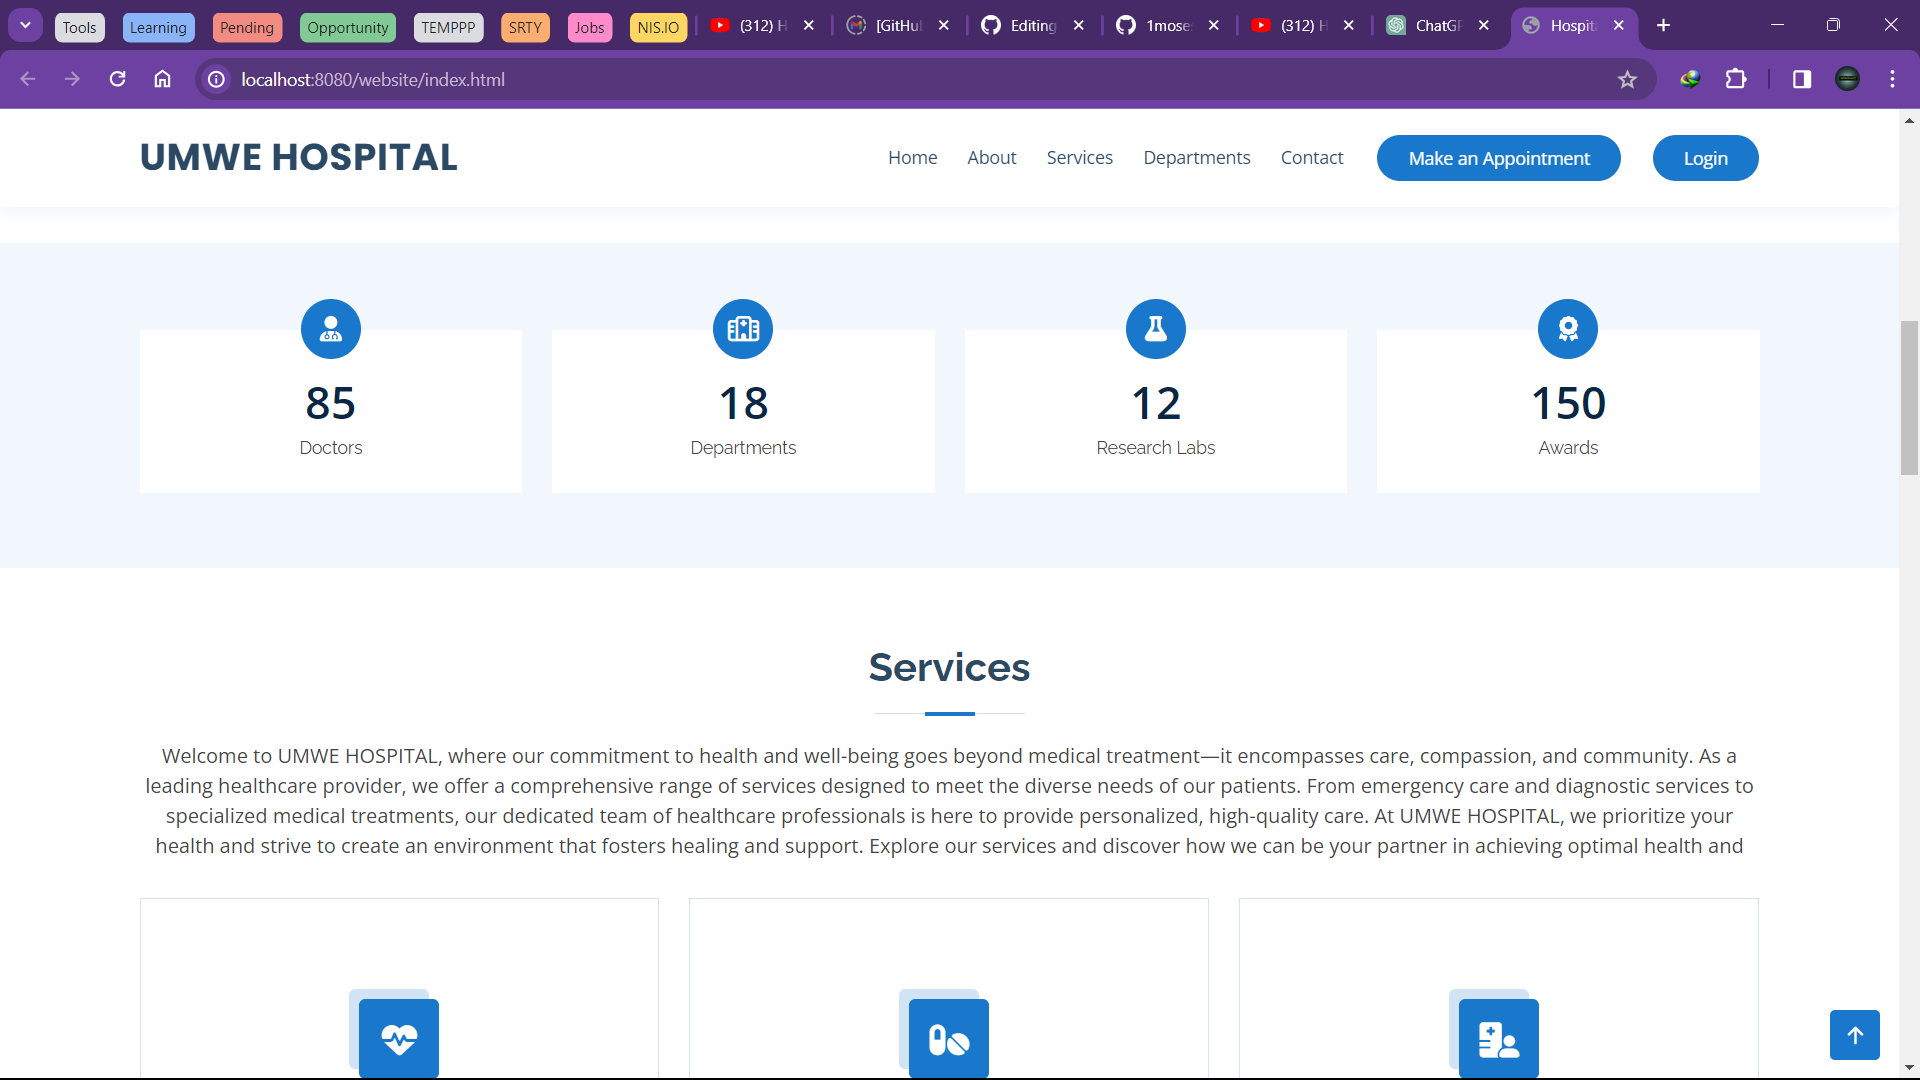 Tools Learning Pending Opportunity TEMPPP SRTY Jobs NIS.IO (312) H [GitHu Editing 1mose (312) H ChatGP Hospit
localhost:8080/website/index.html
UMWE HOSPITAL Home About Services Departments Contact Make an Appointment Login
85 18 12 150
Doctors Departments Research Labs Awards
Services
Welcome to UMWE HOSPITAL, where our commitment to health and well-being goes beyond medical treatment—it encompasses care, compassion, and community. As a
leading healthcare provider, we offer a comprehensive range of services designed to meet the diverse needs of our patients. From emergency care and diagnostic services to
specialized medical treatments, our dedicated team of healthcare professionals is here to provide personalized, high-quality care. At UMWE HOSPITAL, we prioritize your
health and strive to create an environment that fosters healing and support. Explore our services and discover how we can be your partner in achieving optimal health and